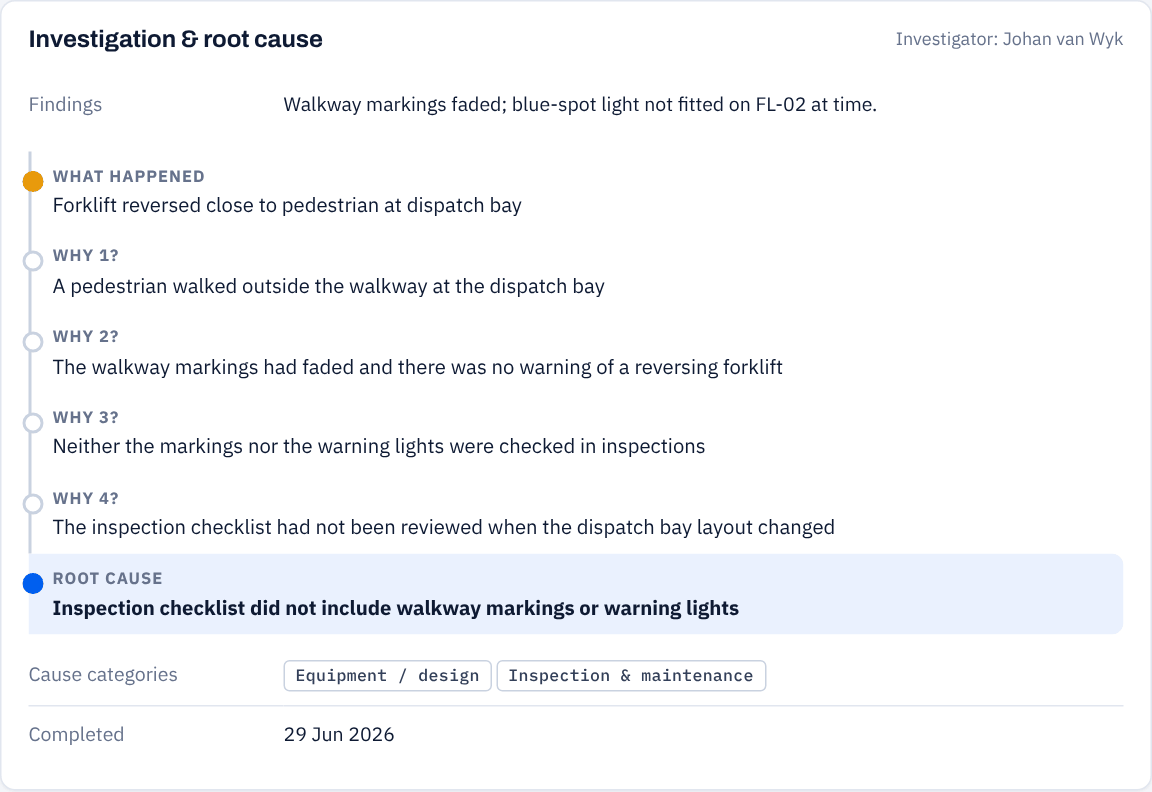 Investigation & root cause
Investigator: Johan van Wyk
Findings
Walkway markings faded; blue-spot light not fitted on FL-02 at time.
WHAT HAPPENED
Forklift reversed close to pedestrian at dispatch bay
WHY 1?
A pedestrian walked outside the walkway at the dispatch bay
WHY 2?
The walkway markings had faded and there was no warning of a reversing forklift
WHY 3?
Neither the markings nor the warning lights were checked in inspections
WHY 4?
The inspection checklist had not been reviewed when the dispatch bay layout changed
ROOT CAUSE
Inspection checklist did not include walkway markings or warning lights
Cause categories
Equipment / design
Inspection & maintenance
Completed
29 Jun 2026